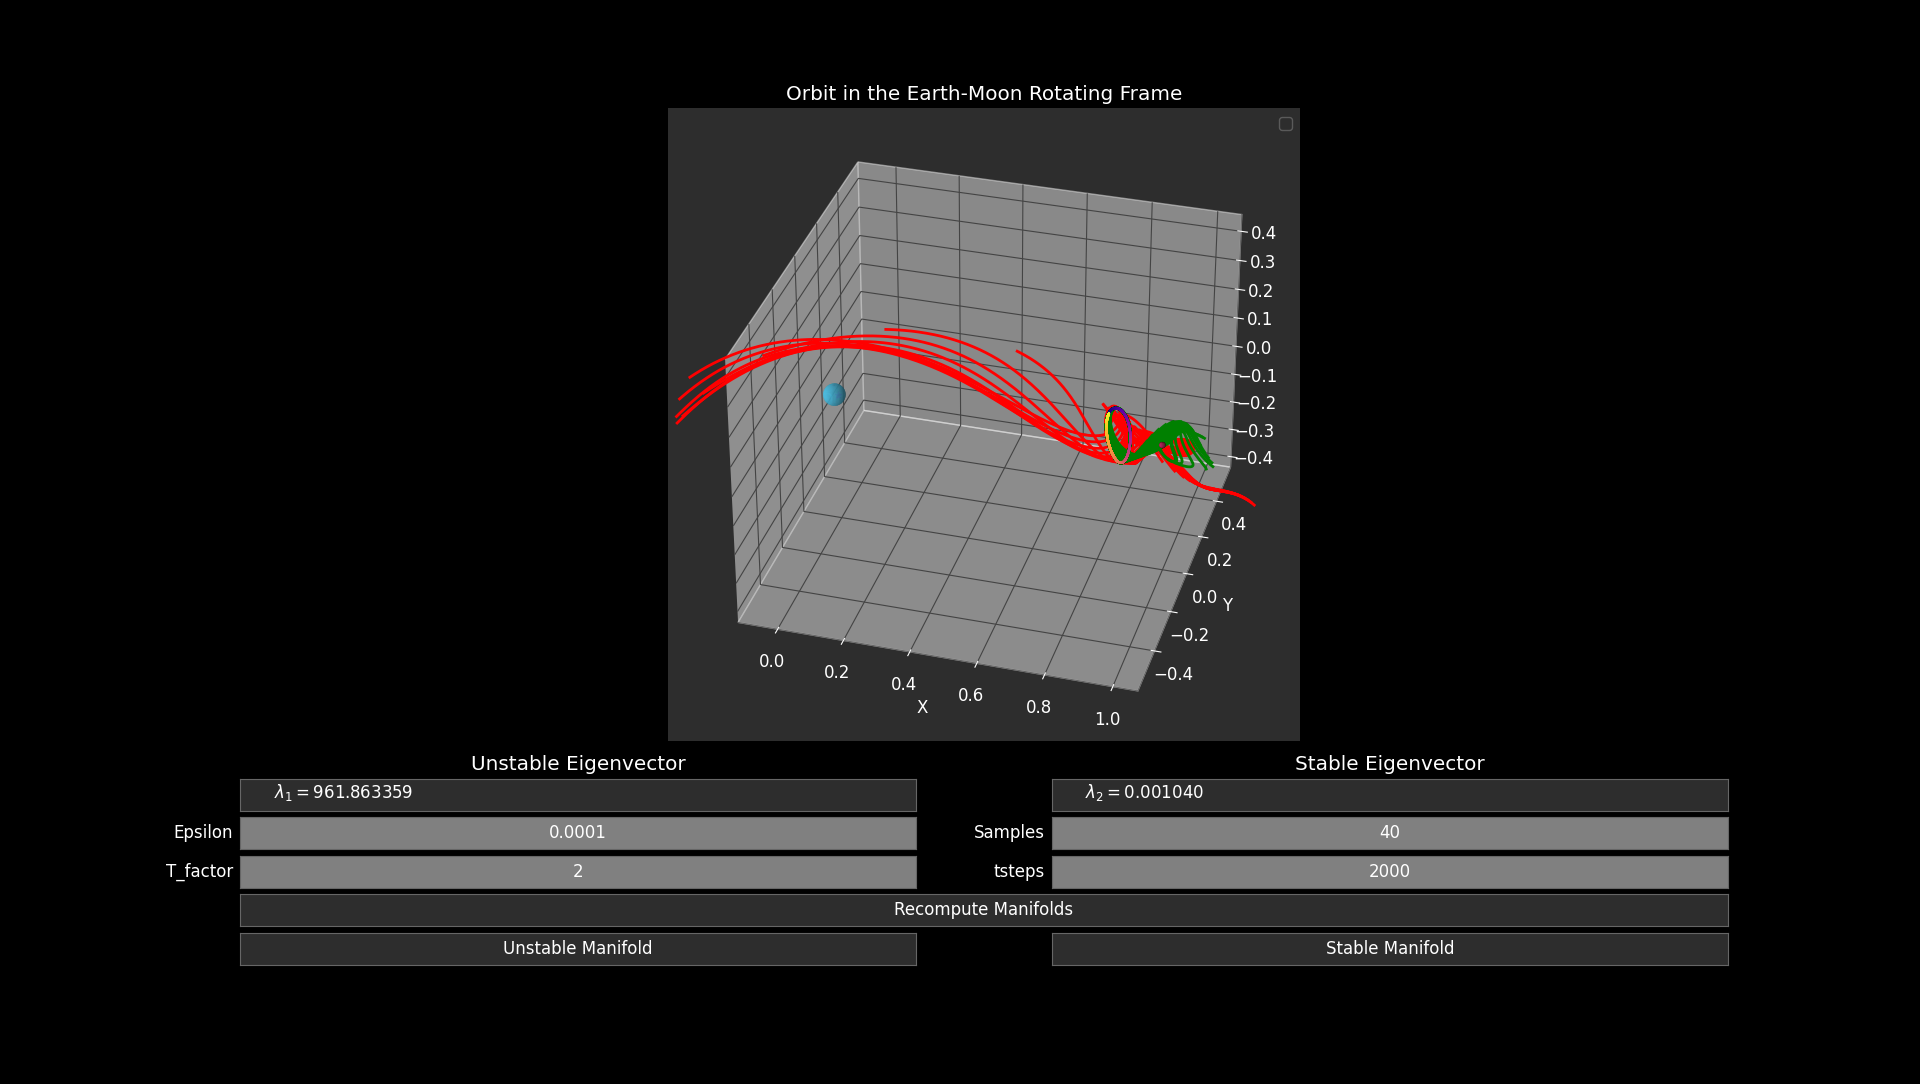 Orbit in the Earth-Moon Rotating Frame
0.4
0.3
0.2
0.1
0.0
−0.1
−0.2
−0.3
−0.4
0.4
0.2
0.0
Y
−0.2
−0.4
0.0
0.2
0.4
0.6
0.8
1.0
X
Unstable Eigenvector
Stable Eigenvector
λ₁ = 961.863359
λ₂ = 0.001040
Epsilon 0.0001
Samples 40
T_factor 2
tsteps 2000
Recompute Manifolds
Unstable Manifold
Stable Manifold